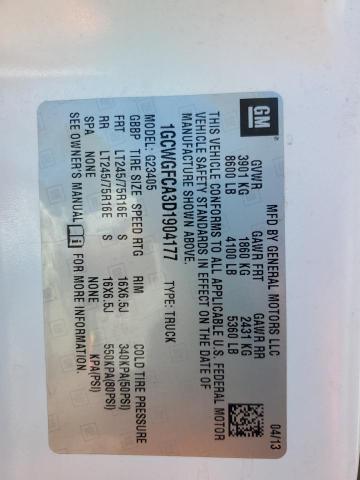 GM
MFD BY GENERAL MOTORS LLC 04/13
GVWR GAWR FRT GAWR RR
3901 KG 1860 KG 2431 KG
8600 LB 4100 LB 5360 LB
THIS VEHICLE CONFORMS TO ALL APPLICABLE U.S. FEDERAL MOTOR
VEHICLE SAFETY STANDARDS IN EFFECT ON THE DATE OF
MANUFACTURE SHOWN ABOVE.
1GCWGFCA3D1904177 TYPE: TRUCK
MODEL: G23405
GBBP TIRE SIZE SPEED RTG RIM COLD TIRE PRESSURE
FRT LT245/75R16E S 16X6.5J 340KPA(50PSI)
RR LT245/75R16E S 16X6.5J 550KPA(80PSI)
SPA NONE NONE KPA(PSI)
SEE OWNER'S MANUAL i FOR MORE INFORMATION.